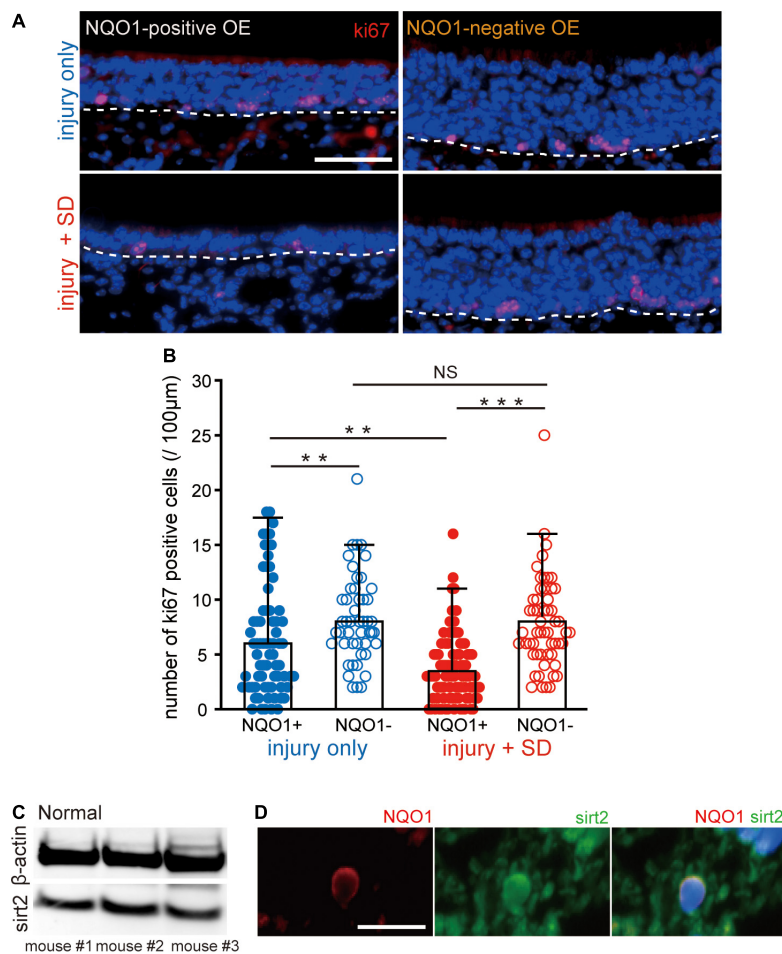 A
NQO1-positive OE
ki67
NQO1-negative OE
injury only
injury + SD
B
number of ki67 positive cells (/ 100μm)
30
25
20
15
10
5
0
NS
* * *
* *
* *
NQO1+
NQO1-
NQO1+
NQO1-
injury only
injury + SD
C
Normal
β-actin
sirt2
mouse #1 mouse #2 mouse #3
D
NQO1
sirt2
NQO1 sirt2